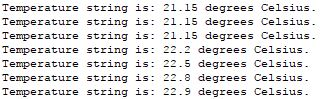 Temperature string is: 21.15 degrees Celsius.
Temperature string is: 21.15 degrees Celsius.
Temperature string is: 21.15 degrees Celsius.
Temperature string is: 22.2 degrees Celsius.
Temperature string is: 22.5 degrees Celsius.
Temperature string is: 22.8 degrees Celsius.
Temperature string is: 22.9 degrees Celsius.